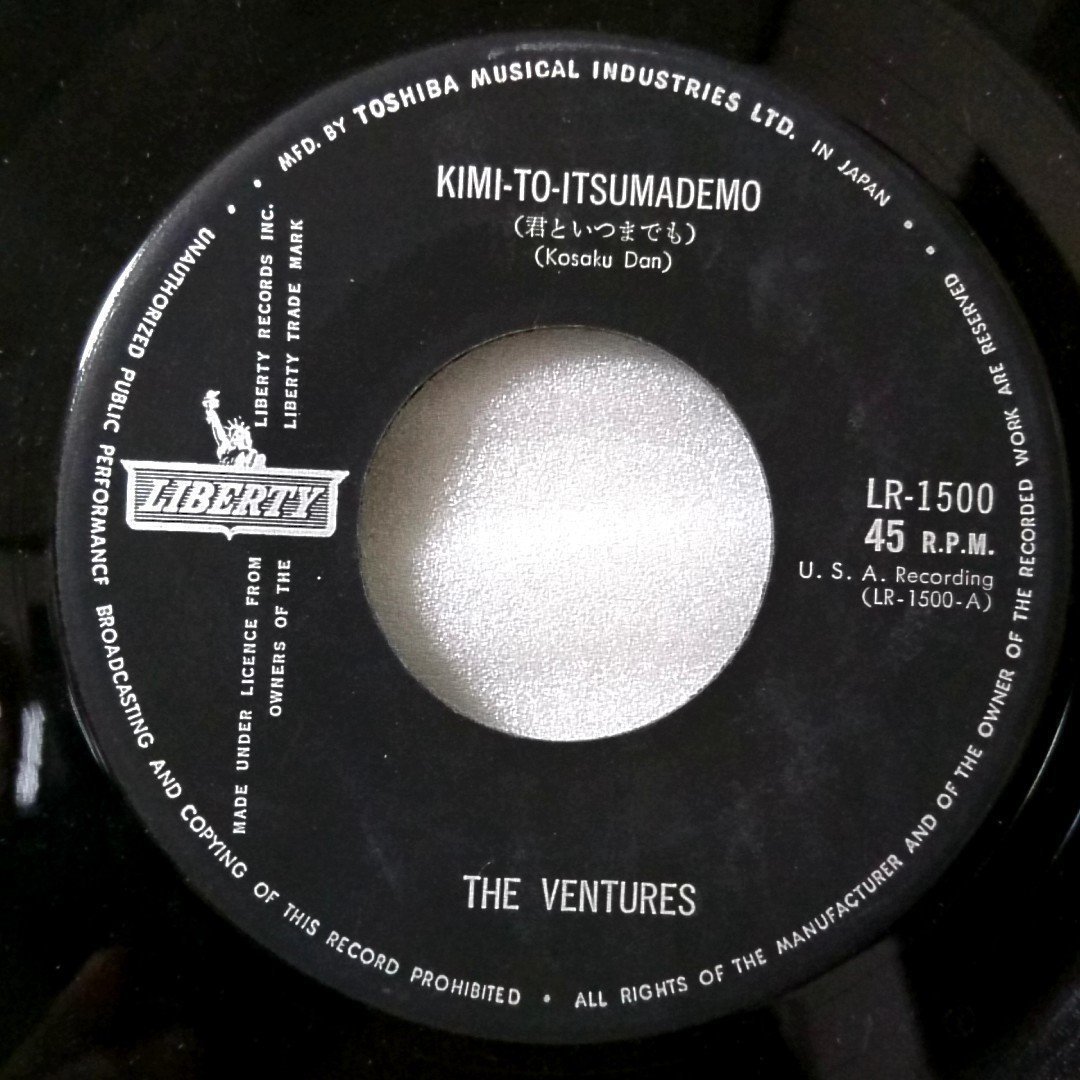 MFD. BY TOSHIBA MUSICAL INDUSTRIES LTD. IN JAPAN
KIMI-TO-ITSUMADEMO
(君といつまでも)
(Kosaku Dan)
LIBERTY RECORDS INC.
LIBERTY TRADE MARK
LIBERTY
MADE UNDER LICENCE FROM
OWNERS OF THE
LR-1500
45 R.P.M.
U. S. A. Recording
(LR-1500-A)
THE VENTURES
UNAUTHORIZED PUBLIC PERFORMANCE BROADCASTING AND COPYING OF THIS RECORD PROHIBITED • ALL RIGHTS OF THE MANUFACTURER AND OF THE OWNER OF THE RECORDED WORK ARE RESERVED